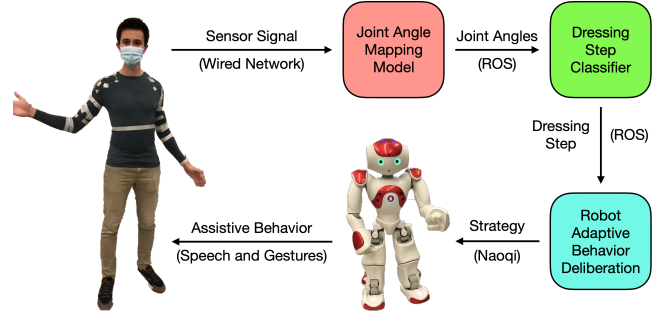 Sensor Signal
(Wired Network)
Joint Angle
Mapping
Model
Joint Angles
(ROS)
Dressing
Step
Classifier
Dressing
Step
(ROS)
Robot
Adaptive
Behavior
Deliberation
Strategy
(Naoqi)
Assistive Behavior
(Speech and Gestures)